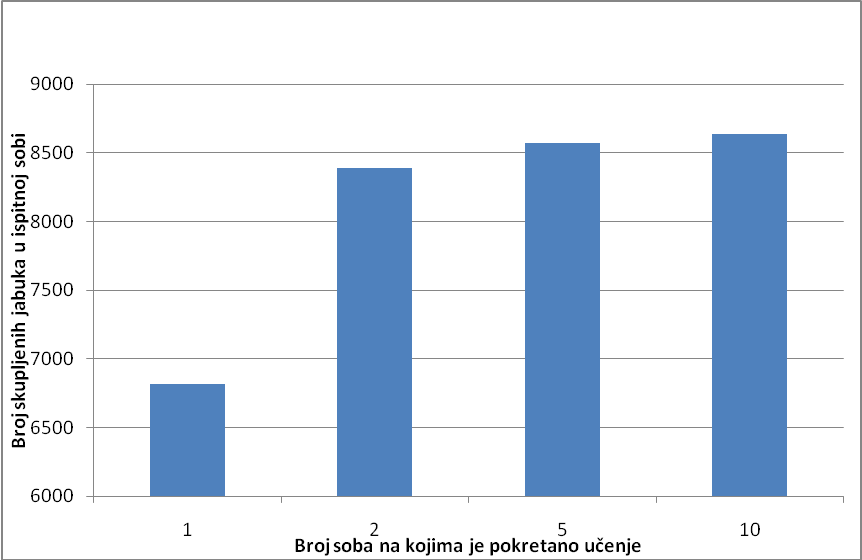 Broj skupljenih jabuka u ispitnoj sobi
9000
8500
8000
7500
7000
6500
6000
1 2 5 10
Broj soba na kojima je pokretano učenje